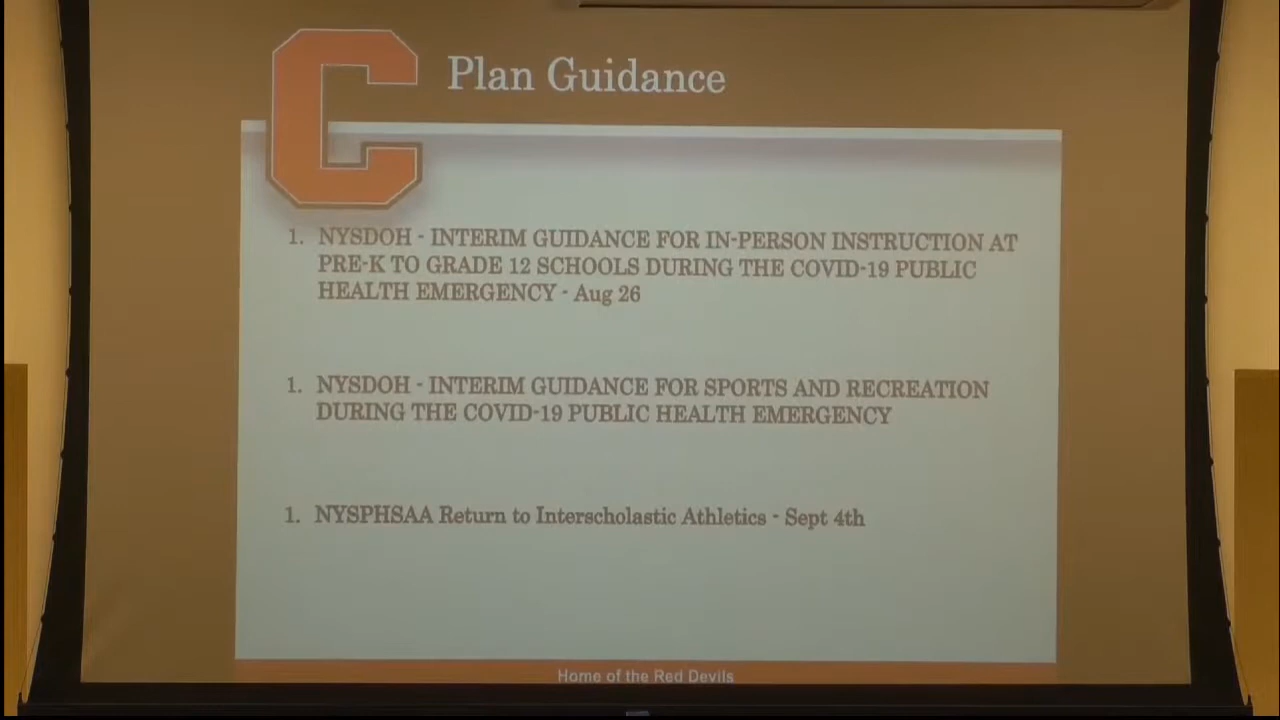 C
Plan Guidance
1. NYSDOH - INTERIM GUIDANCE FOR IN-PERSON INSTRUCTION AT
PRE-K TO GRADE 12 SCHOOLS DURING THE COVID-19 PUBLIC
HEALTH EMERGENCY - Aug 26
1. NYSDOH - INTERIM GUIDANCE FOR SPORTS AND RECREATION
DURING THE COVID-19 PUBLIC HEALTH EMERGENCY
1. NYSPHSAA Return to Interscholastic Athletics - Sept 4th
Home of the Red Devils